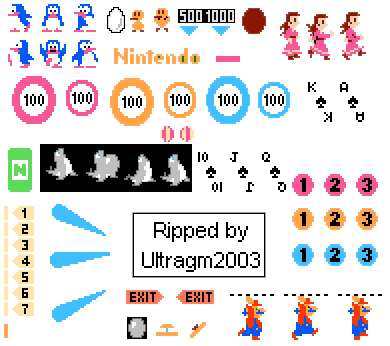 500 1000
Nintendo
100 100 100 100 100 100
K A
K A
N
10 J Q
10 J Q
1 2 3
1 2 3
1 2 3
1
2
3
4
5
6
7
Ripped by
Ultragm2003
EXIT EXIT